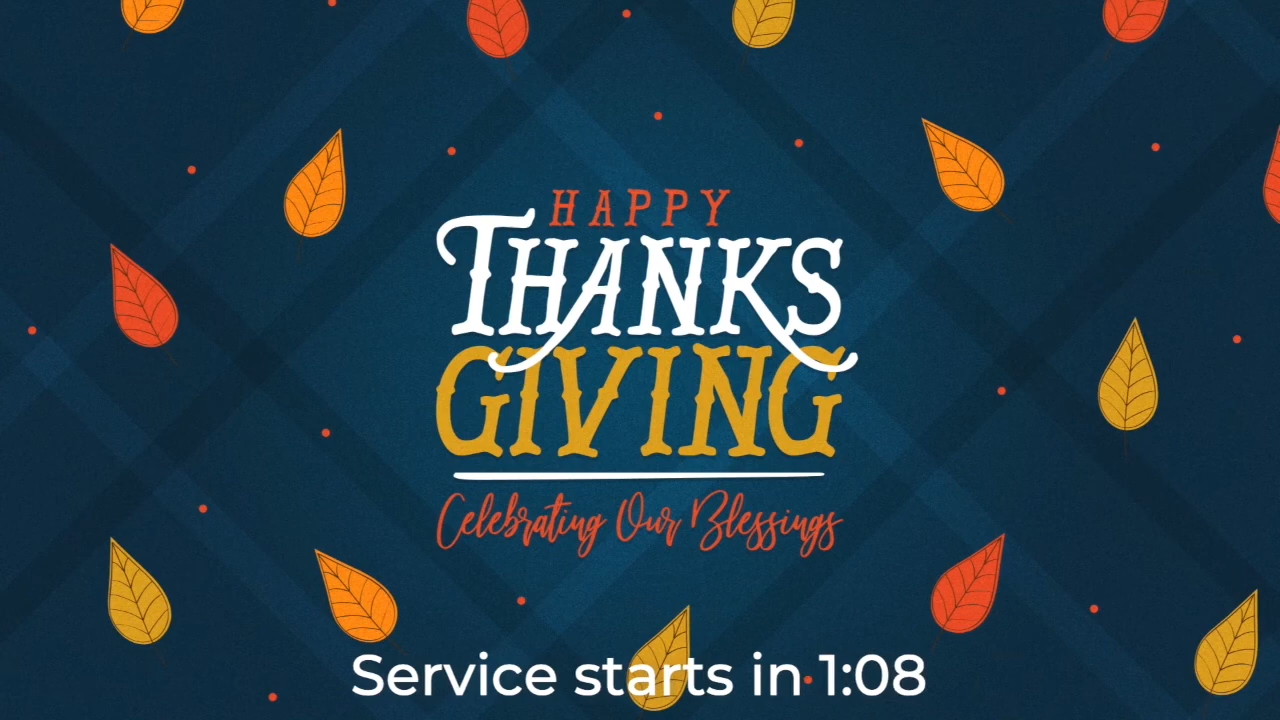 HAPPY
THANKS
GIVING
Celebrating Our Blessings
Service starts in 1:08